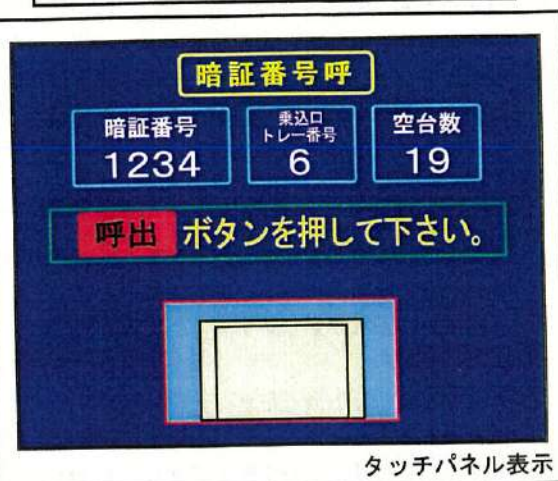 暗証番号呼
暗証番号
1234
乗込口
トレー番号
6
空台数
19
呼出 ボタンを押して下さい。
タッチパネル表示